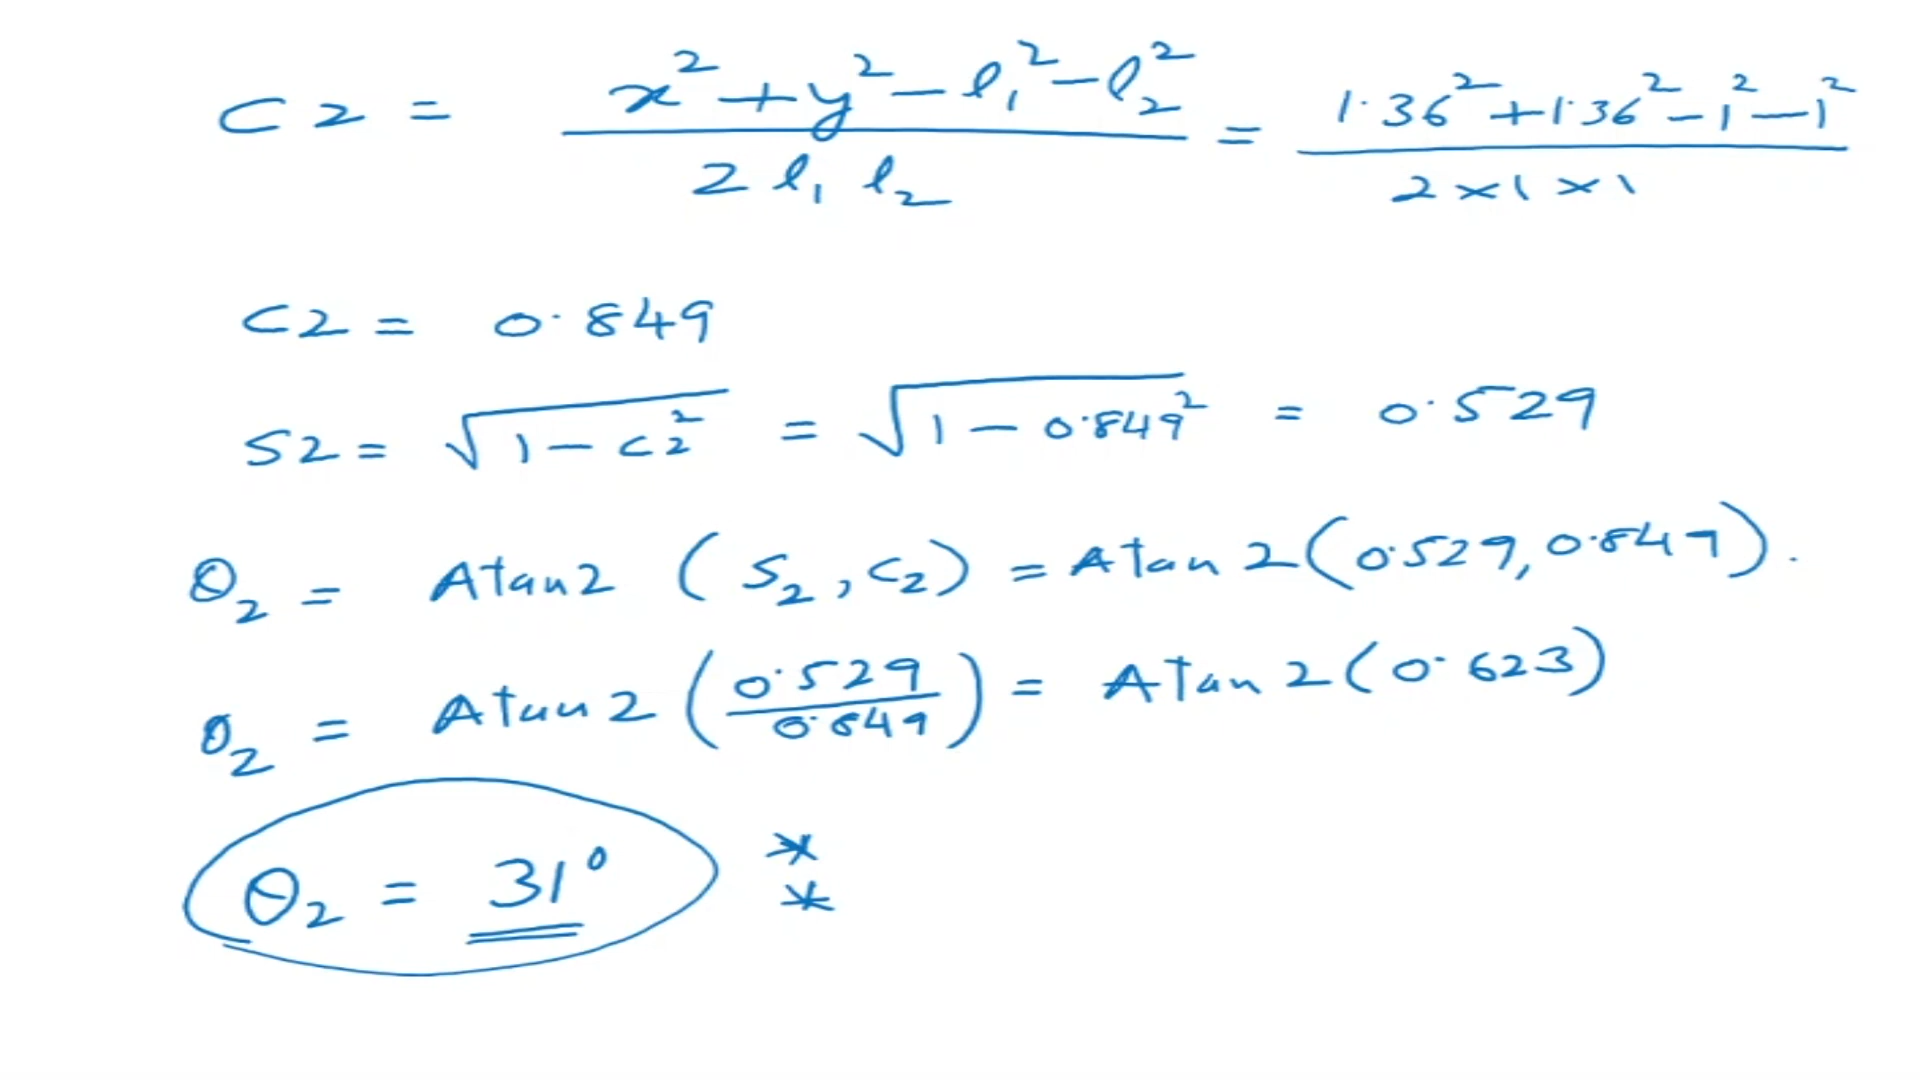 C2 = (x² + y² - l₁² - l₂²) / (2 l₁ l₂) = (1.36² + 1.36² - 1² - 1²) / (2 × 1 × 1)
C2 = 0.849
S2 = √(1 - C2²) = √(1 - 0.849²) = 0.529
θ₂ = Atan2 (S₂, C₂) = Atan2(0.529, 0.849).
θ₂ = Atan2 (0.529 / 0.849) = Atan2(0.623)
θ₂ = 31° **